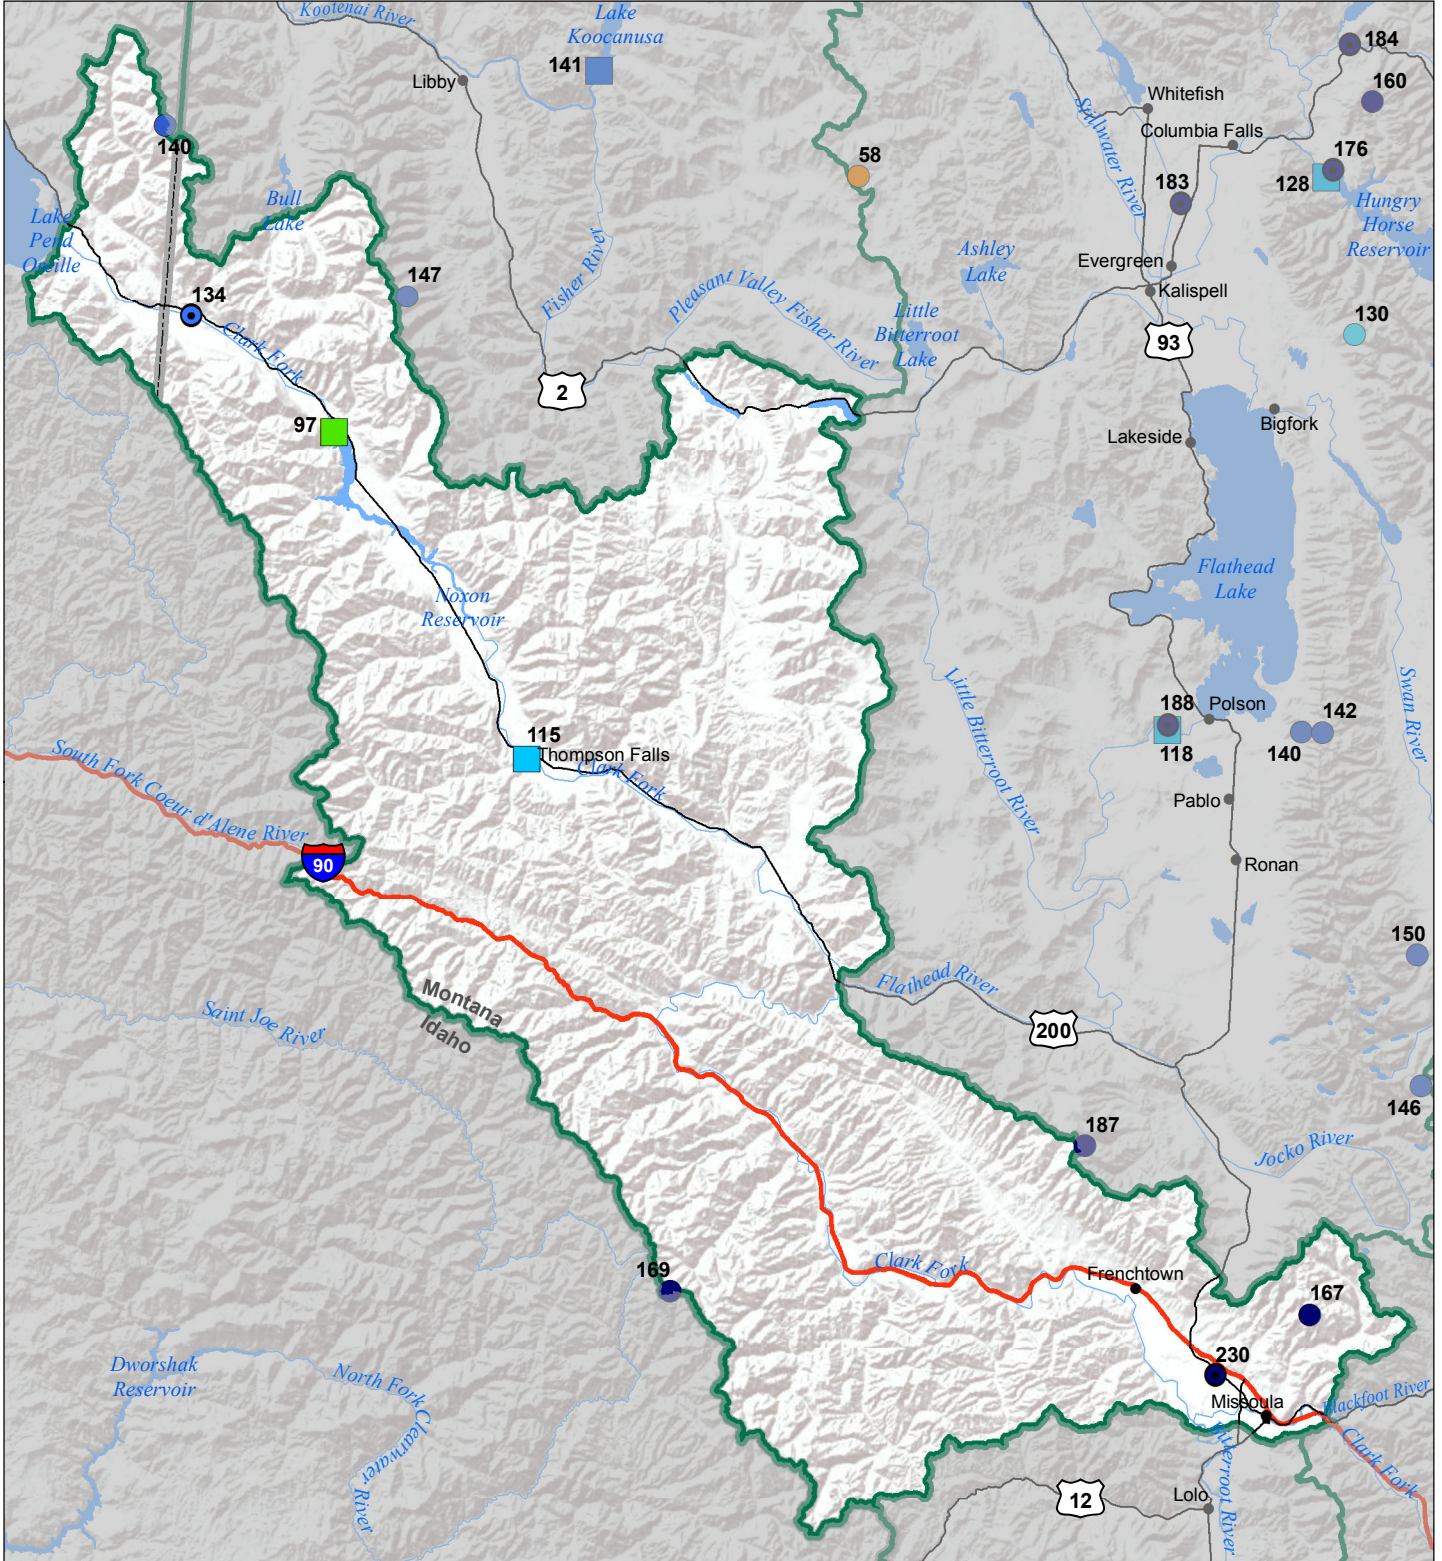 Kootenai River
Lake
Koocanusa
141
Libby
184
160
Whitefish
Columbia Falls
Stillwater River
140
58
176
128
183
Hungry
Horse
Reservoir
Bull
Lake
Lake
Pend
Oreille
147
Fisher River
Pleasant Valley Fisher River
Ashley
Lake
Evergreen
Kalispell
134
Clark Fork
Little
Bitterroot
Lake
93
130
2
97
Lakeside
Bigfork
Noxon
Reservoir
Flathead
Lake
Little Bitterroot River
Swan River
115
Thompson Falls
Clark Fork
188
118
Polson
140
142
South Fork Coeur d'Alene River
90
Pablo
Ronan
150
Montana
Idaho
Saint Joe River
Flathead River
200
146
187
Jocko River
169
Clark Fork
Frenchtown
167
230
Dworshak
Reservoir
North Fork Clearwater
River
Missoula
Blackfoot River
Bitterroot River
Clark Fork
12
Lolo